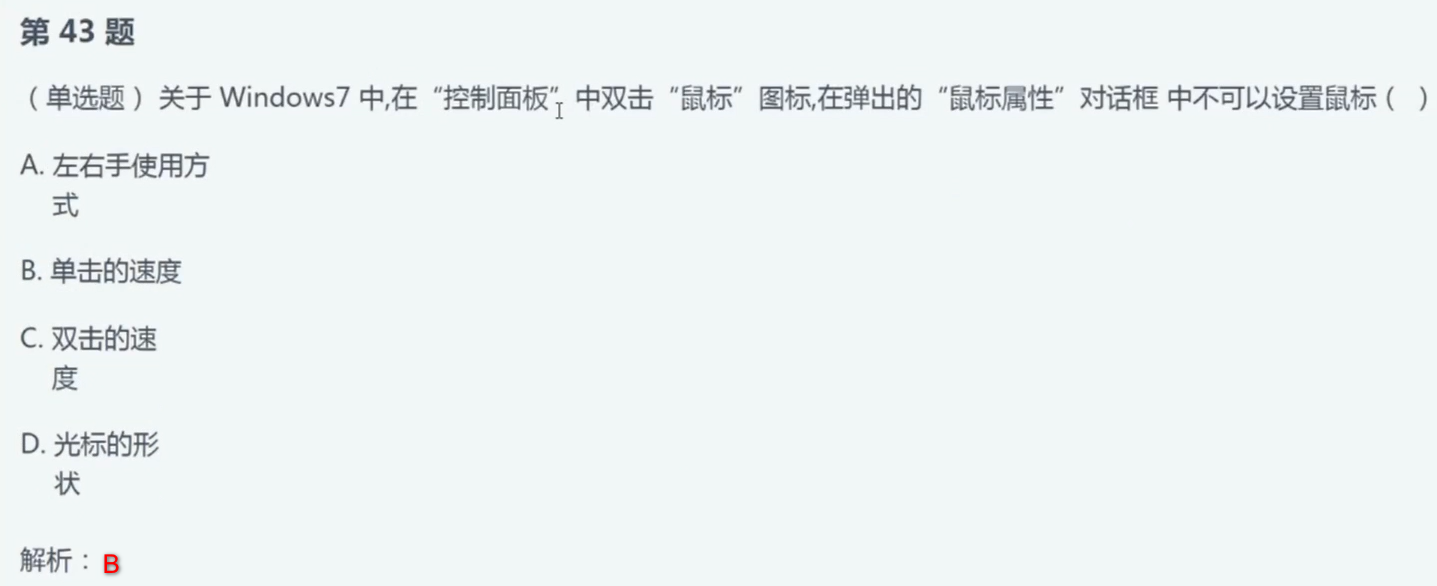 第 43 题
（单选题）关于 Windows7 中,在“控制面板”中双击“鼠标”图标,在弹出的“鼠标属性”对话框 中不可以设置鼠标（ ）
A. 左右手使用方
式
B. 单击的速度
C. 双击的速
度
D. 光标的形
状
解析：B